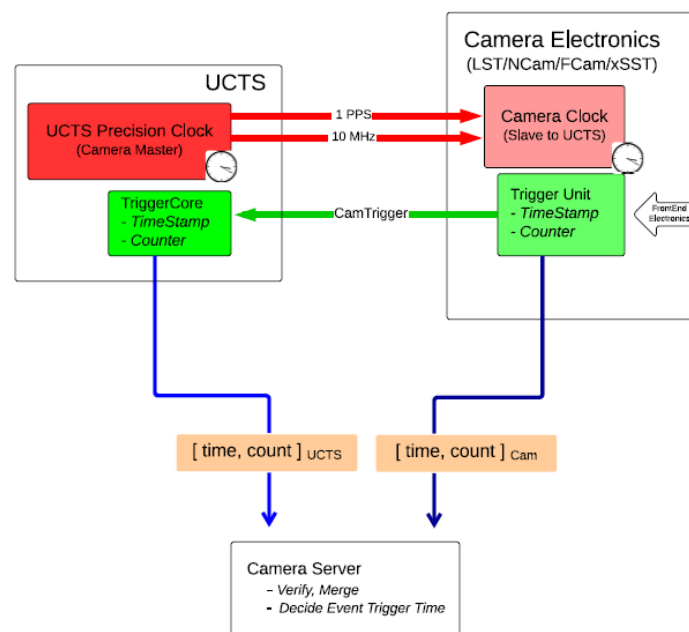 Camera Electronics
(LST/NCam/FCam/xSST)
UCTS
UCTS Precision Clock
(Camera Master)
1 PPS
10 MHz
Camera Clock
(Slave to UCTS)
TriggerCore
- TimeStamp
- Counter
CamTrigger
Trigger Unit
- TimeStamp
- Counter
FrontEnd
Electronics
[ time, count ] UCTS
[ time, count ] Cam
Camera Server
– Verify, Merge
- Decide Event Trigger Time